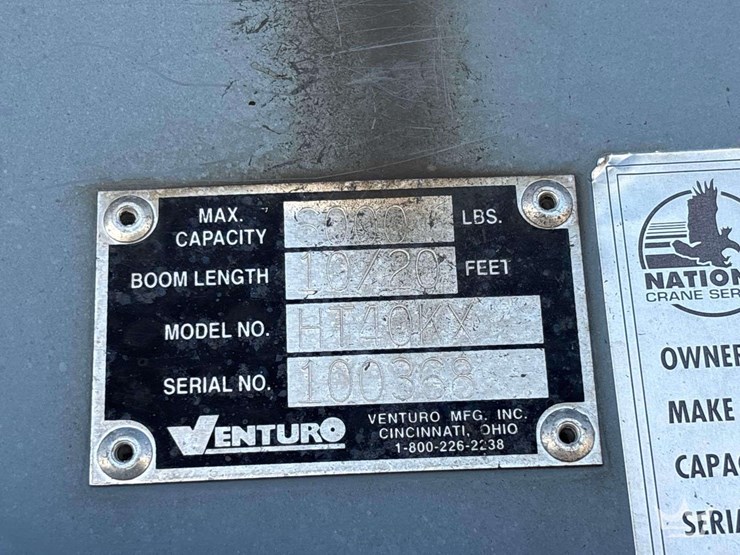 MAX. CAPACITY LBS.
BOOM LENGTH 10/20 FEET
MODEL NO. HT40KX
SERIAL NO. 100368
VENTURO
VENTURO MFG. INC.
CINCINNATI, OHIO
1-800-226-2238
NATION
CRANE SER
OWNE
MAKE
CAPA
SERI